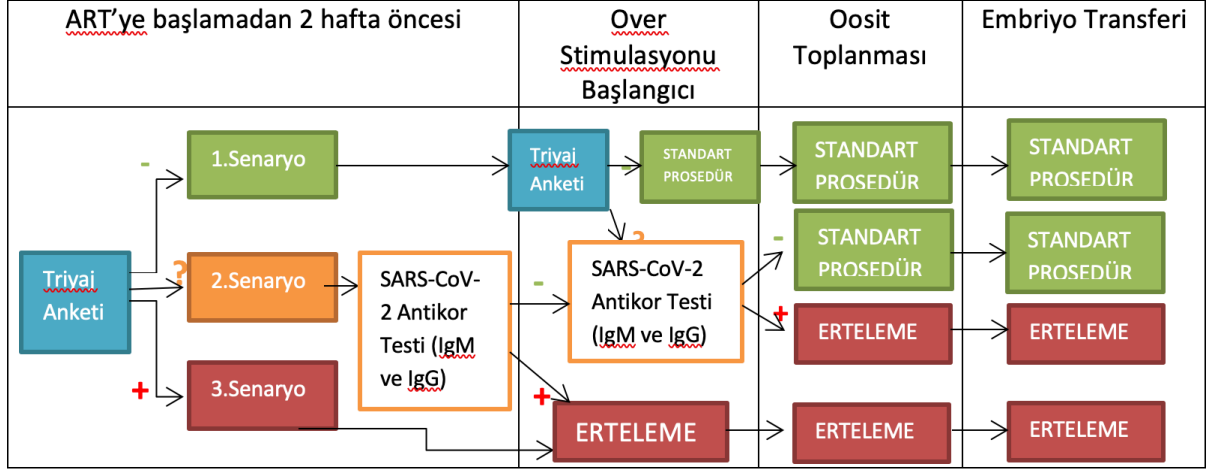 ART’ye başlamadan 2 hafta öncesi
Over
Stimulasyonu
Başlangıcı
Oosit
Toplanması
Embriyo Transferi
-
1.Senaryo
Triyaj
Anketi
-
STANDART
PROSEDÜR
STANDART
PROSEDÜR
STANDART
PROSEDÜR
Triyaj
Anketi
?
2.Senaryo
SARS-CoV-
2 Antikor
Testi (IgM
ve IgG)
-
?
SARS-CoV-2
Antikor Testi
(IgM ve IgG)
-
STANDART
PROSEDÜR
STANDART
PROSEDÜR
+
ERTELEME
ERTELEME
+
3.Senaryo
+
ERTELEME
ERTELEME
ERTELEME